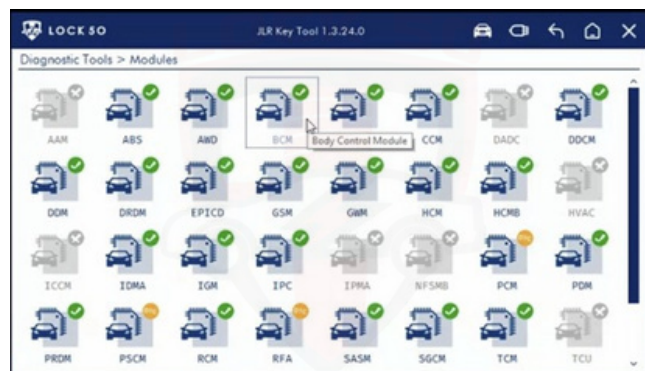 LOCK 50
JLR Key Tool 1.3.24.0
Diagnostic Tools > Modules
AAM ABS AWD BCM CCM DADC DDCM
Body Control Module
DDM DRDM EPICD GSM GWM HCM HCMB HVAC
ICCM IDMA IGM IPC IPMA NFSMB PCM PDM
PRDM PSCM RCM RFA SASM SGCM TCM TCU